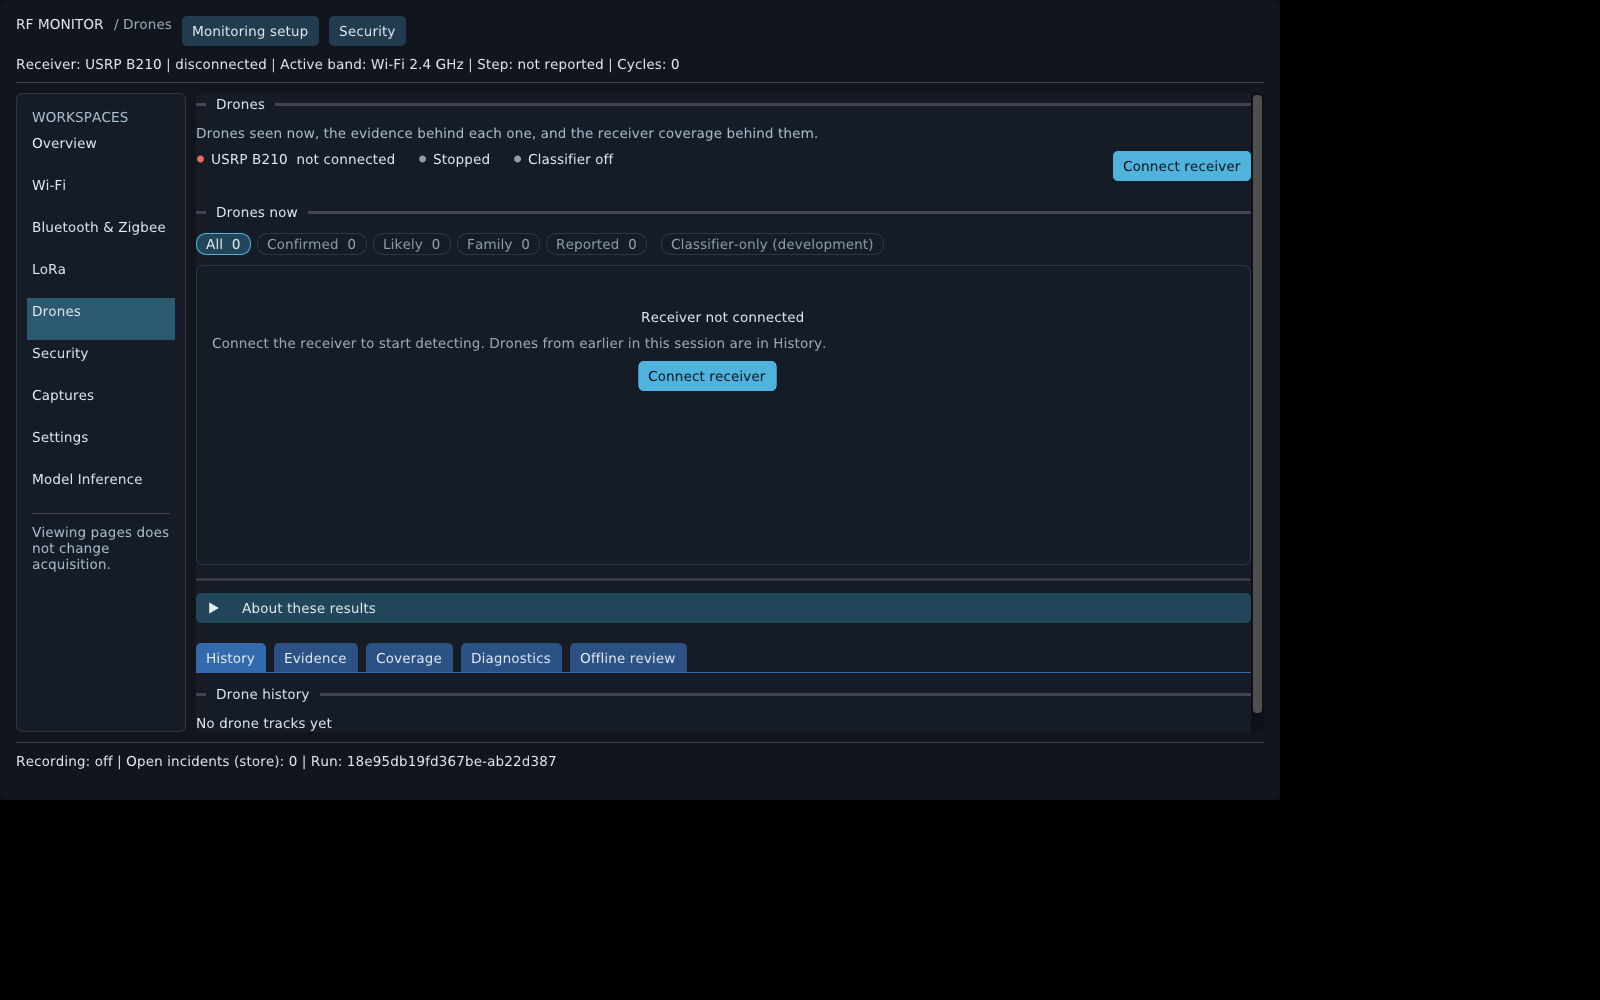 RF MONITOR / Drones Monitoring setup Security
Receiver: USRP B210 | disconnected | Active band: Wi-Fi 2.4 GHz | Step: not reported | Cycles: 0
WORKSPACES
Overview
Wi-Fi
Bluetooth & Zigbee
LoRa
Drones
Security
Captures
Settings
Model Inference
Viewing pages does
not change
acquisition.
Drones
Drones seen now, the evidence behind each one, and the receiver coverage behind them.
USRP B210 not connected Stopped Classifier off
Connect receiver
Drones now
All 0 Confirmed 0 Likely 0 Family 0 Reported 0 Classifier-only (development)
Receiver not connected
Connect the receiver to start detecting. Drones from earlier in this session are in History.
Connect receiver
About these results
History Evidence Coverage Diagnostics Offline review
Drone history
No drone tracks yet
Recording: off | Open incidents (store): 0 | Run: 18e95db19fd367be-ab22d387